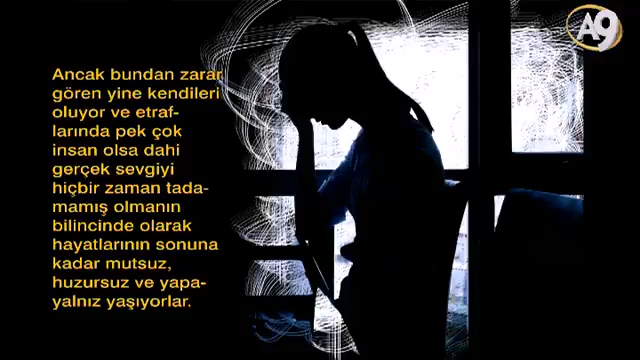 A9
Ancak bundan zarar
gören yine kendileri
oluyor ve etraf-
larında pek çok
insan olsa dahi
gerçek sevgiyi
hiçbir zaman tada-
mamış olmanın
bilincinde olarak
hayatlarının sonuna
kadar mutsuz,
huzursuz ve yapa-
yalnız yaşıyorlar.